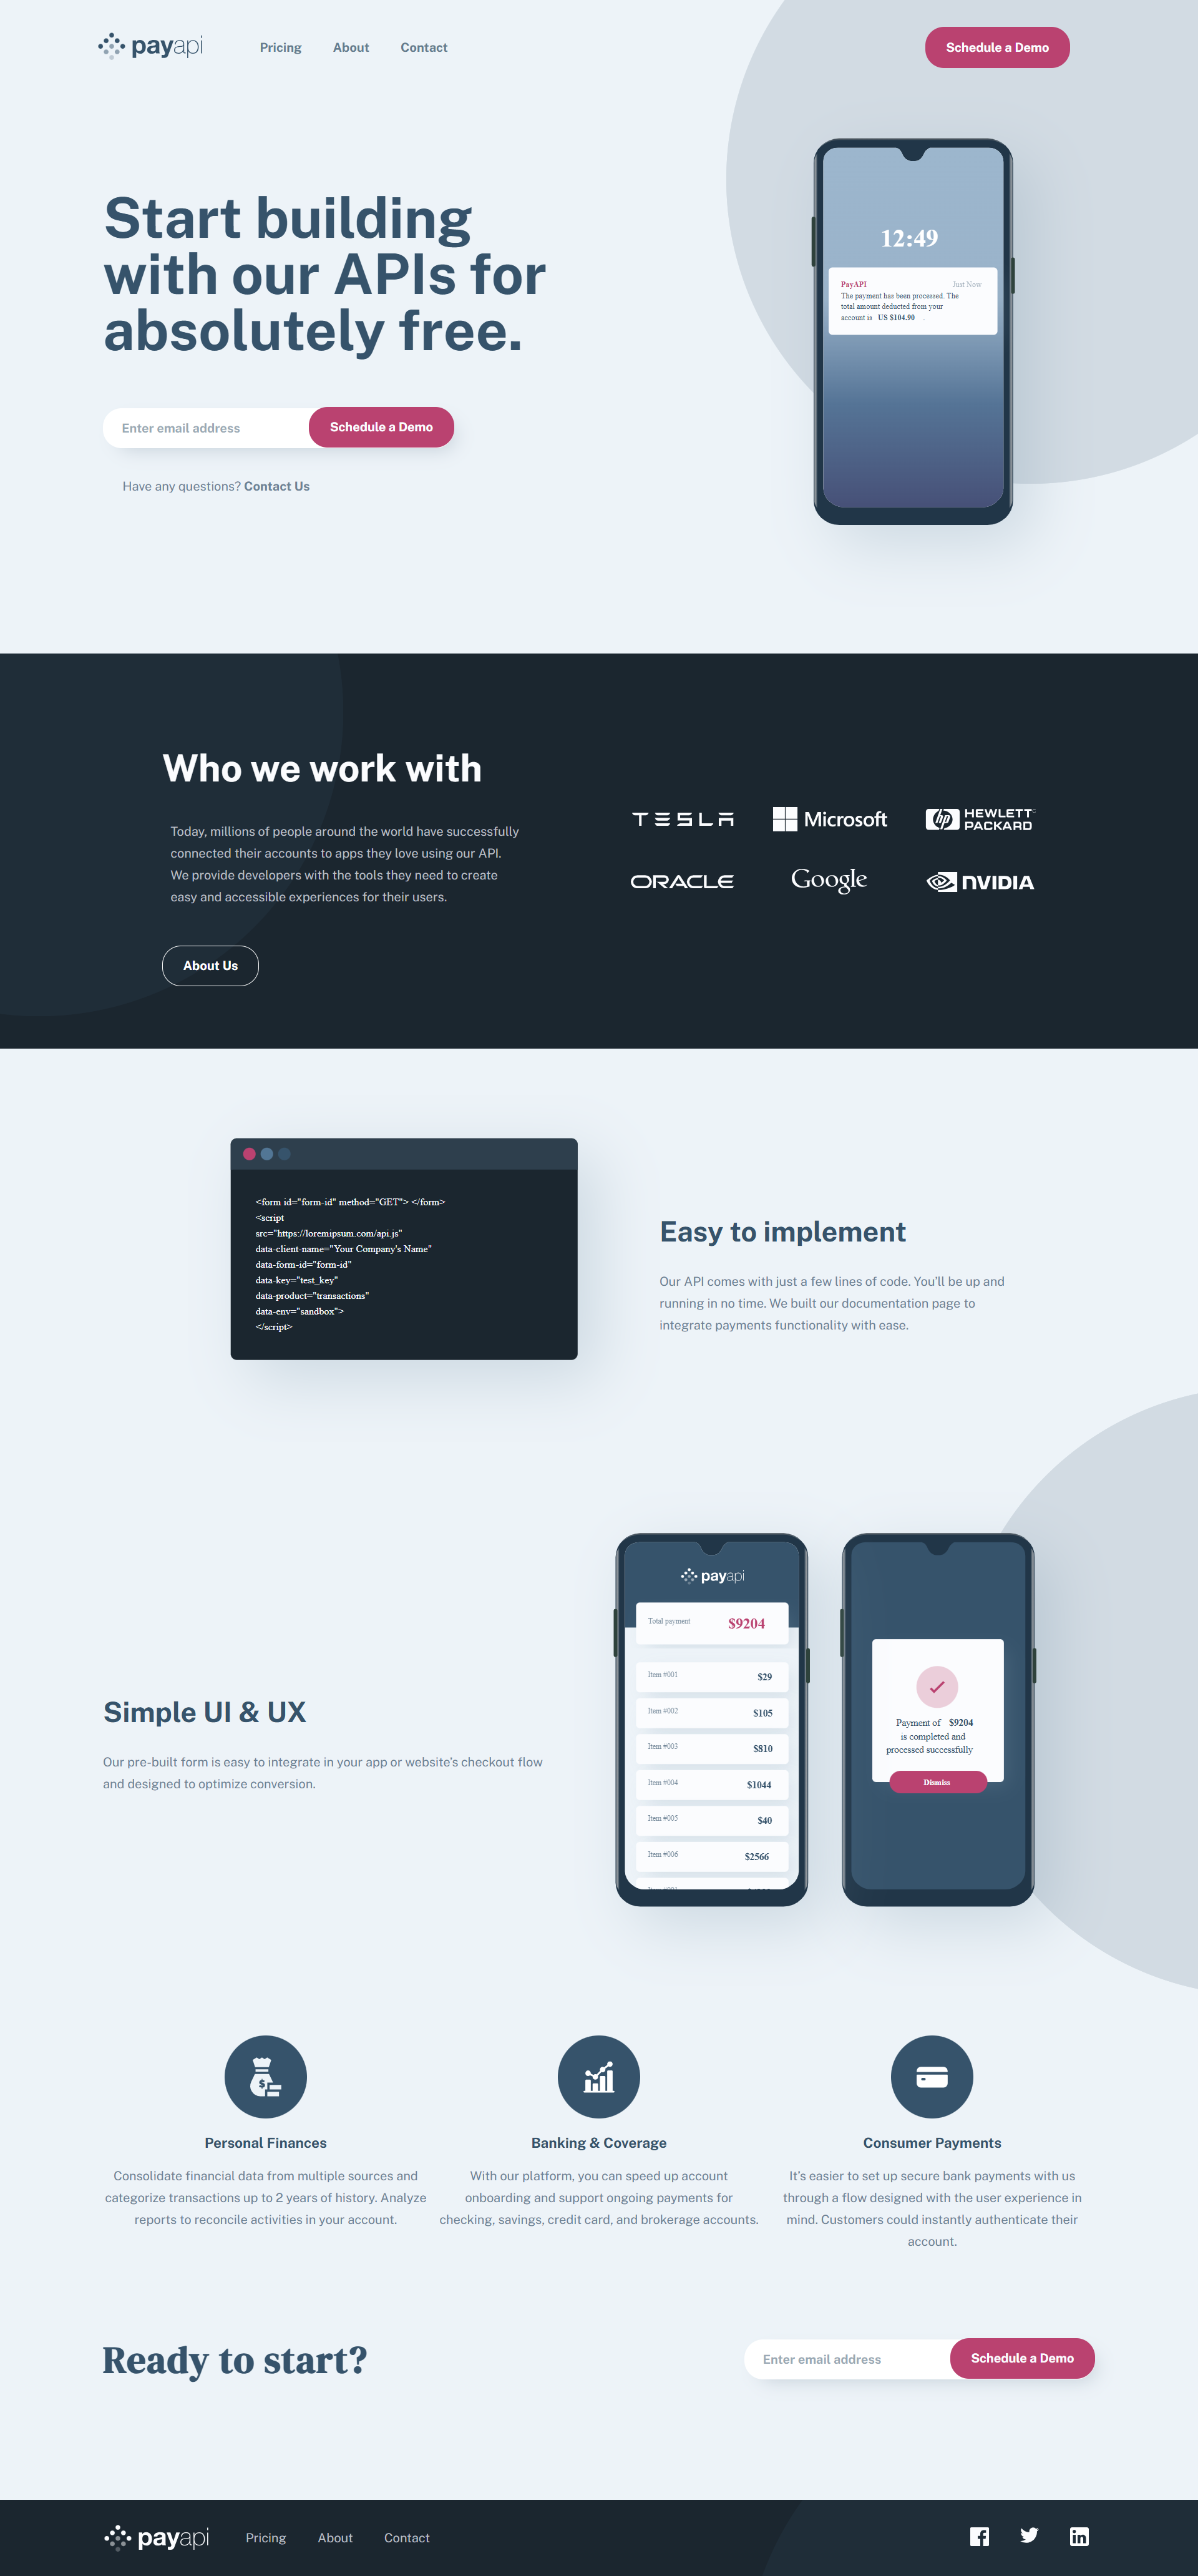 payapi
Pricing
About
Contact
Schedule a Demo
Start building
with our APIs for
absolutely free.
Enter email address
Schedule a Demo
Have any questions? Contact Us
12:49
PayAPI
Just Now
The payment has been processed. The
total amount deducted from your
account is US $104.90 .
Who we work with
Today, millions of people around the world have successfully
connected their accounts to apps they love using our API.
We provide developers with the tools they need to create
easy and accessible experiences for their users.
About Us
TESLA
Microsoft
hp HEWLETT
PACKARD
ORACLE
Google
NVIDIA
<form id="form-id" method="GET"> </form>
<script
src="https://loremipsum.com/api.js"
data-client-name="Your Company's Name"
data-form-id="form-id"
data-key="test_key"
data-product="transactions"
data-env="sandbox">
</script>
Easy to implement
Our API comes with just a few lines of code. You'll be up and
running in no time. We built our documentation page to
integrate payments functionality with ease.
Simple UI & UX
Our pre-built form is easy to integrate in your app or website's checkout flow
and designed to optimize conversion.
payapi
Total payment
$9204
Item #001
$29
Item #002
$105
Item #003
$810
Item #004
$1044
Item #005
$40
Item #006
$2566
Payment of $9204
is completed and
processed successfully
Dismiss
$
Personal Finances
Consolidate financial data from multiple sources and
categorize transactions up to 2 years of history. Analyze
reports to reconcile activities in your account.
Banking & Coverage
With our platform, you can speed up account
onboarding and support ongoing payments for
checking, savings, credit card, and brokerage accounts.
Consumer Payments
It's easier to set up secure bank payments with us
through a flow designed with the user experience in
mind. Customers could instantly authenticate their
account.
Ready to start?
Enter email address
Schedule a Demo
payapi
Pricing
About
Contact